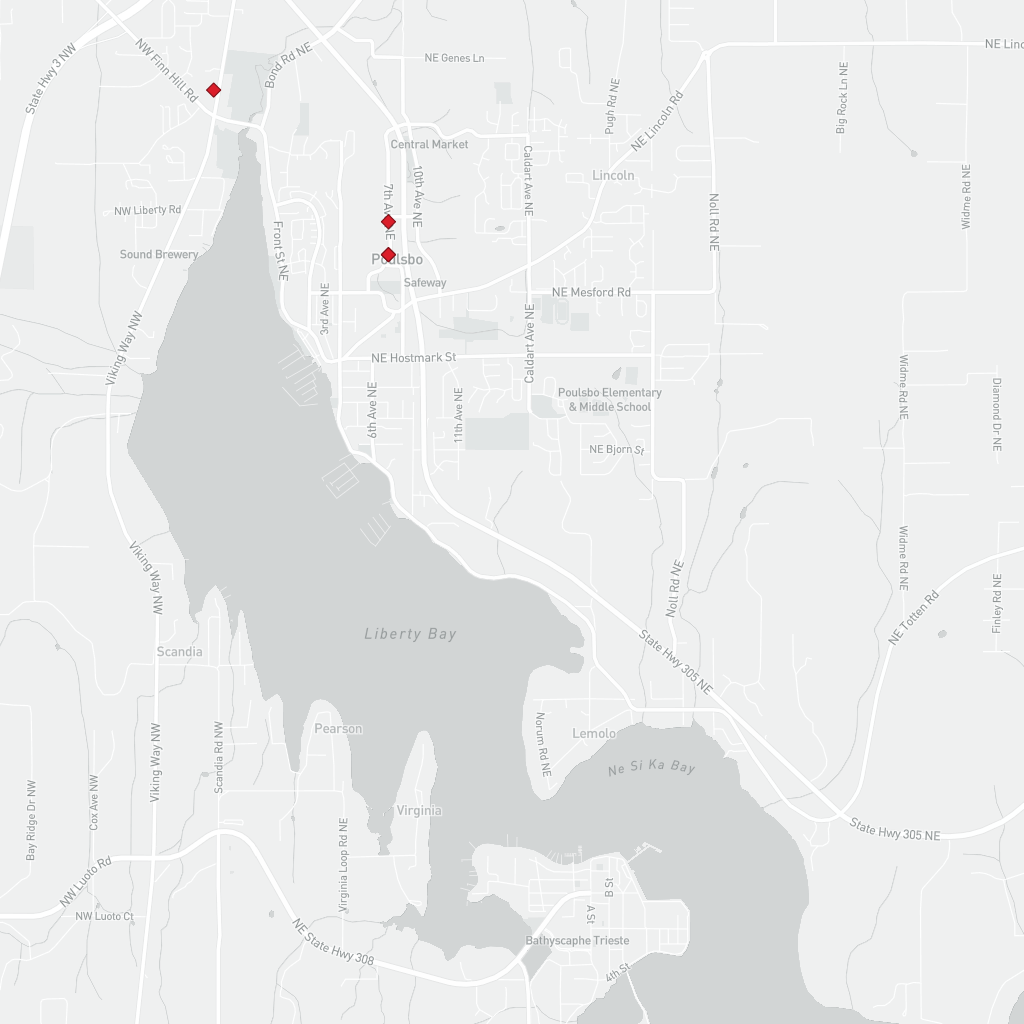 State Hwy 3 NW
NW Finn Hill Rd
Bond Rd NE
NE Genes Ln
Pugh Rd NE
Big Rock Ln NE
NE Linc
NE Lincoln Rd
Central Market
Caldart Ave NE
Lincoln
Noll Rd NE
Widme Rd NE
7th Ave NE
10th Ave NE
NW Liberty Rd
Front St NE
Sound Brewery
Poulsbo
Safeway
3rd Ave NE
NE Mesford Rd
Viking Way NW
Caldart Ave NE
NE Hostmark St
6th Ave NE
11th Ave NE
Poulsbo Elementary
& Middle School
Widme Rd NE
Diamond Dr NE
NE Bjorn St
Viking Way NW
Noll Rd NE
Widme Rd NE
NE Totten Rd
Finley Rd NE
Liberty Bay
Scandia
State Hwy 305 NE
Pearson
Norum Rd NE
Lemolo
Ne Si Ka Bay
Viking Way NW
Scandia Rd NW
Bay Ridge Dr NW
Cox Ave NW
Virginia
Virginia Loop Rd NE
State Hwy 305 NE
NW Luoto Rd
NW Luoto Ct
NE State Hwy 308
B St
A St
Bathyscaphe Trieste
4th St